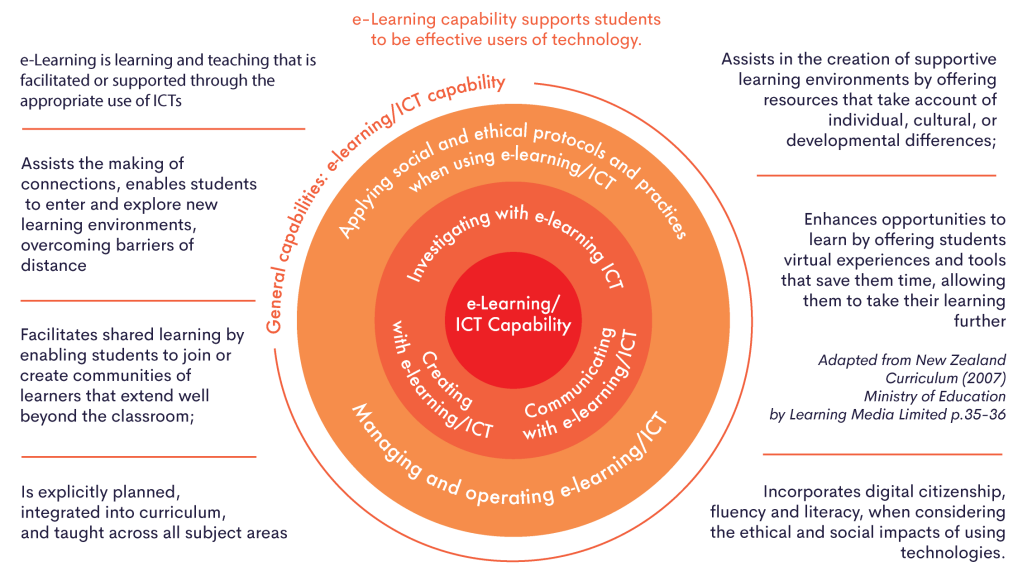 e-Learning capability supports students
to be effective users of technology.
e-Learning is learning and teaching that is
facilitated or supported through the
appropriate use of ICTs
Assists the making of
connections, enables students
to enter and explore new
learning environments,
overcoming barriers of
distance
Facilitates shared learning by
enabling students to join or
create communities of
learners that extend well
beyond the classroom;
Is explicitly planned,
integrated into curriculum,
and taught across all subject areas
General capabilities: e-learning/ICT capability
Applying social and ethical protocols and practices
when using e-learning/ICT
Investigating with e-learning ICT
e-Learning/
ICT Capability
Creating
with e-learning/ICT
Communicating
with e-learning/ICT
Managing and operating e-learning/ICT
Assists in the creation of supportive
learning environments by offering
resources that take account of
individual, cultural, or
developmental differences;
Enhances opportunities to
learn by offering students
virtual experiences and tools
that save them time, allowing
them to take their learning
further
Adapted from New Zealand
Curriculum (2007)
Ministry of Education
by Learning Media Limited p.35-36
Incorporates digital citizenship,
fluency and literacy, when considering
the ethical and social impacts of using
technologies.